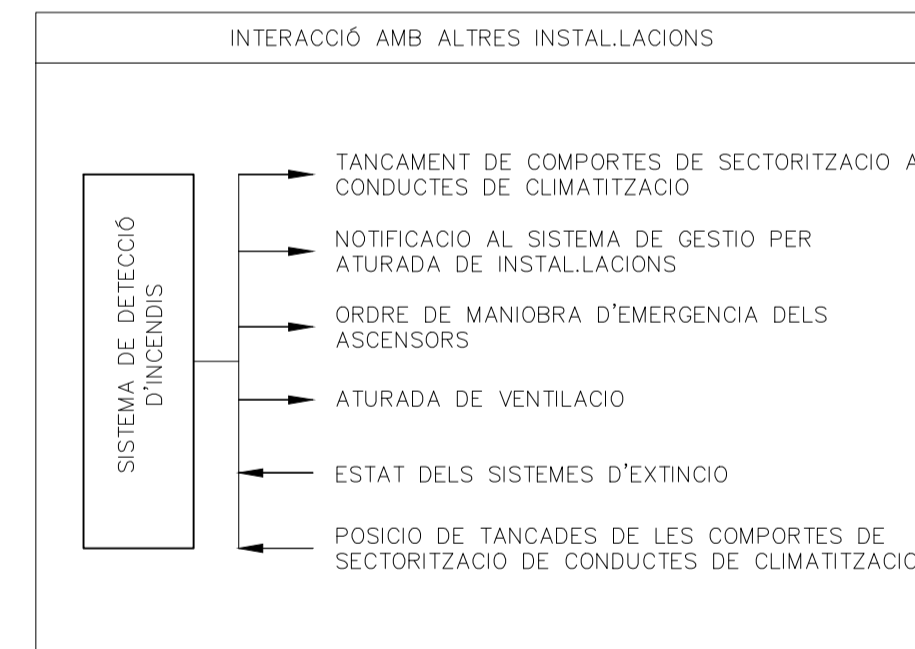 INTERACCIÓ AMB ALTRES INSTAL.LACIONS
SISTEMA DE DETECCIÓ
D'INCENDIS
TANCAMENT DE COMPORTES DE SECTORITZACIO A
CONDUCTES DE CLIMATITZACIO
NOTIFICACIO AL SISTEMA DE GESTIO PER
ATURADA DE INSTAL.LACIONS
ORDRE DE MANIOBRA D'EMERGENCIA DELS
ASCENSORS
ATURADA DE VENTILACIO
ESTAT DELS SISTEMES D'EXTINCIO
POSICIO DE TANCADES DE LES COMPORTES DE
SECTORITZACIO DE CONDUCTES DE CLIMATITZACIO